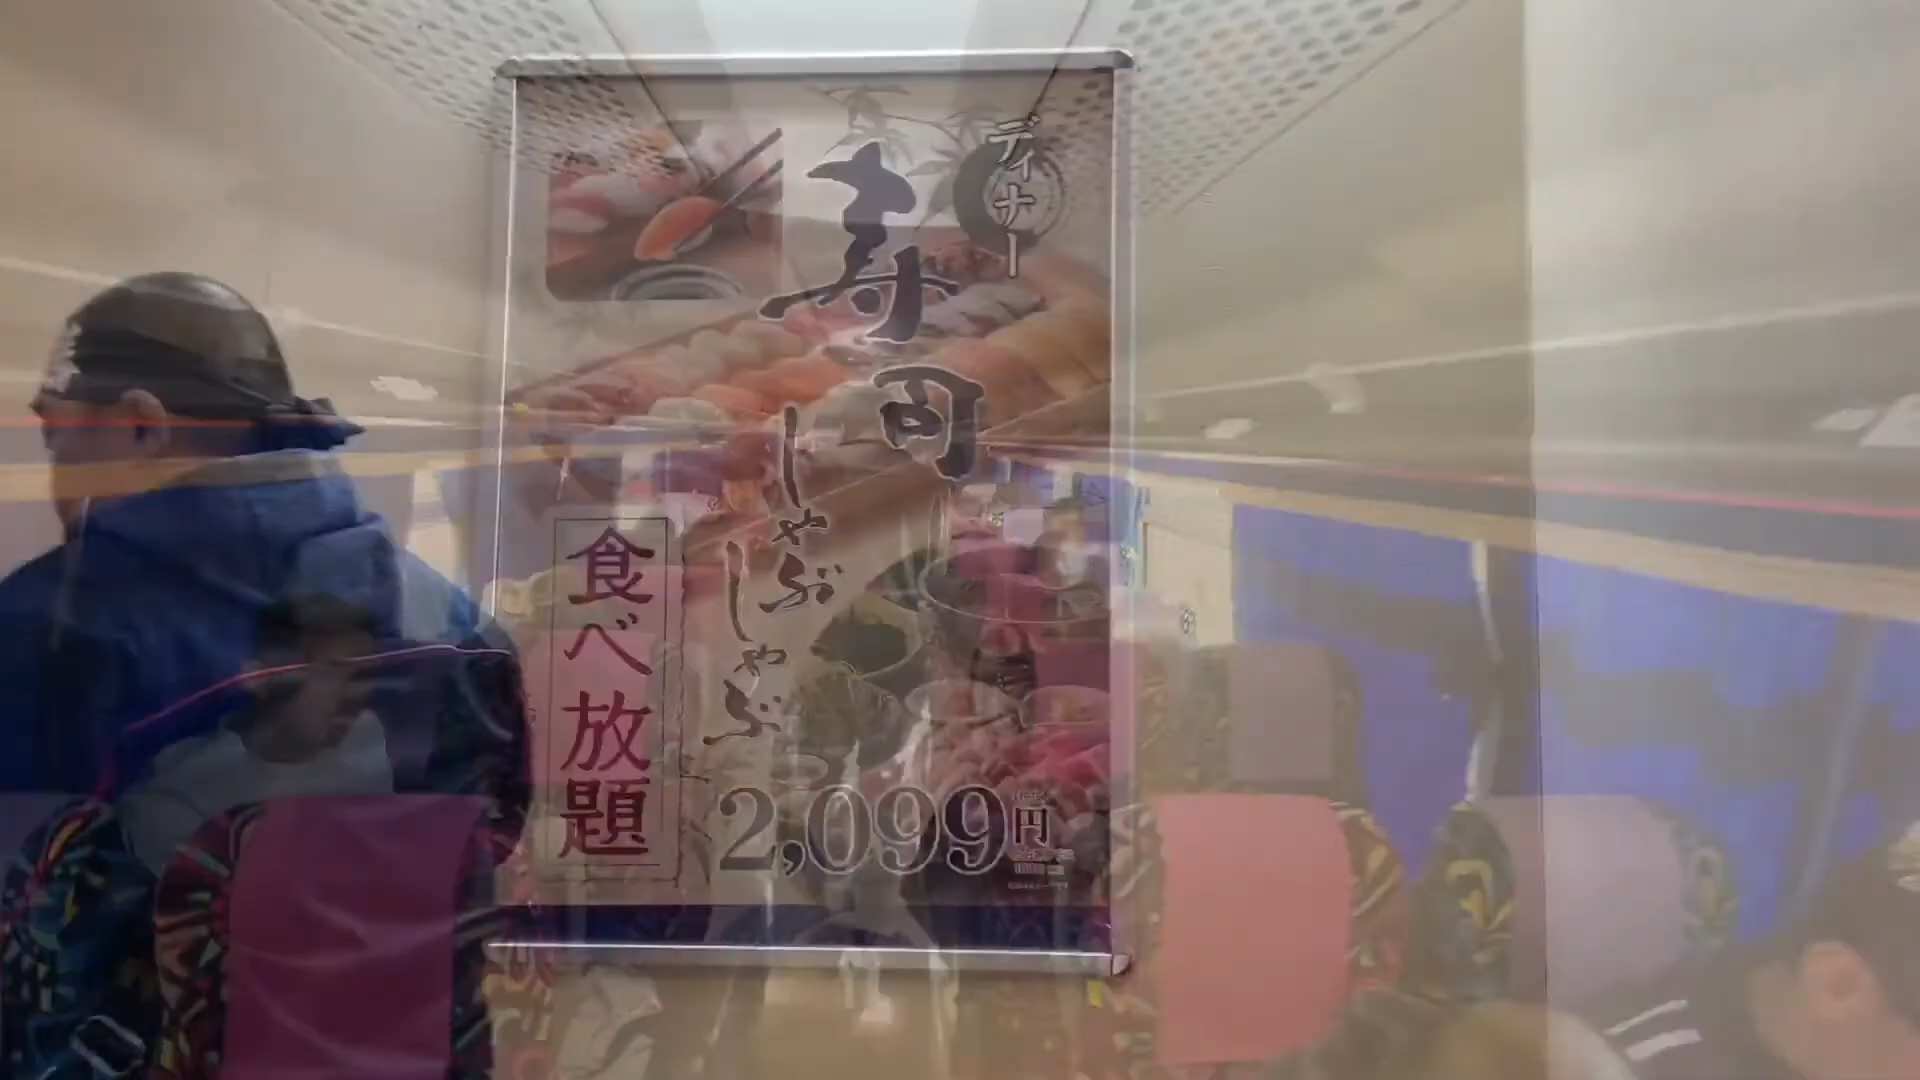 ディナー
寿司
しゃぶ
しゃぶ
食べ放題
2,099円